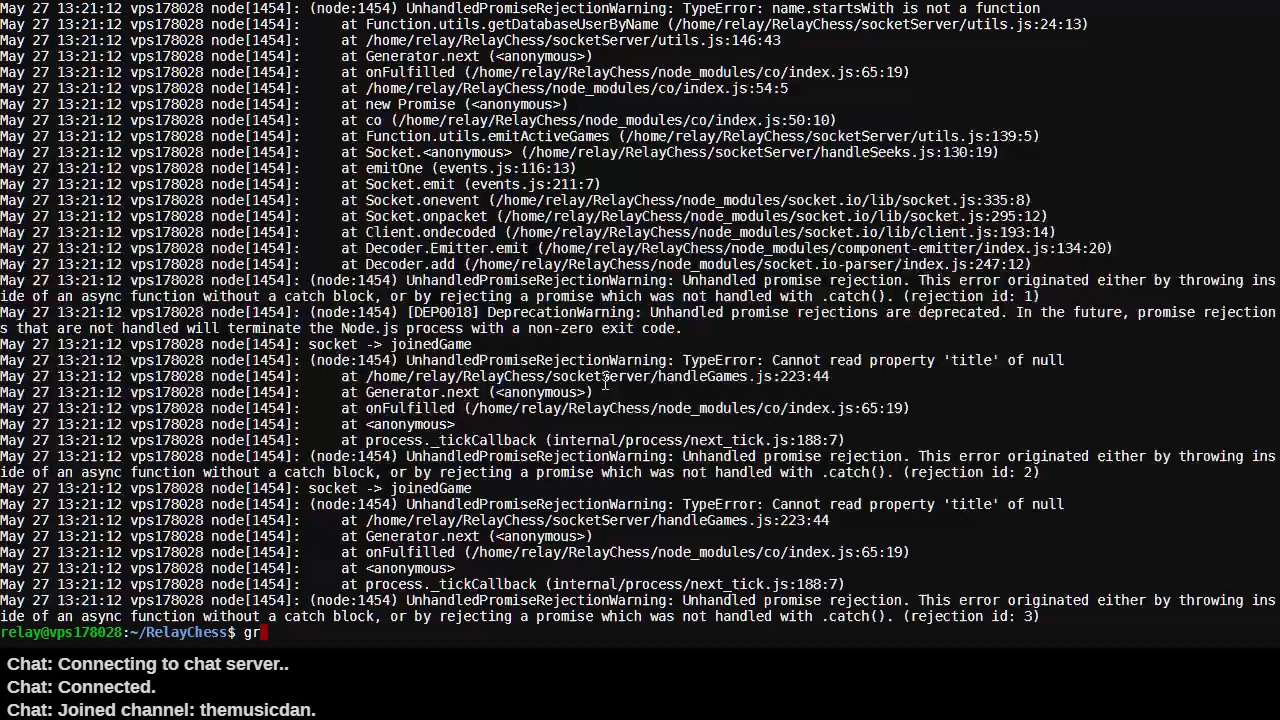 May 27 13:21:12 vps178028 node[1454]: (node:1454) UnhandledPromiseRejectionWarning: TypeError: name.startsWith is not a function
May 27 13:21:12 vps178028 node[1454]:     at Function.utils.getDatabaseUserByName (/home/relay/RelayChess/socketServer/utils.js:24:13)
May 27 13:21:12 vps178028 node[1454]:     at /home/relay/RelayChess/socketServer/utils.js:146:43
May 27 13:21:12 vps178028 node[1454]:     at Generator.next (<anonymous>)
May 27 13:21:12 vps178028 node[1454]:     at onFulfilled (/home/relay/RelayChess/node_modules/co/index.js:65:19)
May 27 13:21:12 vps178028 node[1454]:     at /home/relay/RelayChess/node_modules/co/index.js:54:5
May 27 13:21:12 vps178028 node[1454]:     at new Promise (<anonymous>)
May 27 13:21:12 vps178028 node[1454]:     at co (/home/relay/RelayChess/node_modules/co/index.js:50:10)
May 27 13:21:12 vps178028 node[1454]:     at Function.utils.emitActiveGames (/home/relay/RelayChess/socketServer/utils.js:139:5)
May 27 13:21:12 vps178028 node[1454]:     at Socket.<anonymous> (/home/relay/RelayChess/socketServer/handleSeeks.js:130:19)
May 27 13:21:12 vps178028 node[1454]:     at emitOne (events.js:116:13)
May 27 13:21:12 vps178028 node[1454]:     at Socket.emit (events.js:211:7)
May 27 13:21:12 vps178028 node[1454]:     at Socket.onevent (/home/relay/RelayChess/node_modules/socket.io/lib/socket.js:335:8)
May 27 13:21:12 vps178028 node[1454]:     at Socket.onpacket (/home/relay/RelayChess/node_modules/socket.io/lib/socket.js:295:12)
May 27 13:21:12 vps178028 node[1454]:     at Client.ondecoded (/home/relay/RelayChess/node_modules/socket.io/lib/client.js:193:14)
May 27 13:21:12 vps178028 node[1454]:     at Decoder.Emitter.emit (/home/relay/RelayChess/node_modules/component-emitter/index.js:134:20)
May 27 13:21:12 vps178028 node[1454]:     at Decoder.add (/home/relay/RelayChess/node_modules/socket.io-parser/index.js:247:12)
May 27 13:21:12 vps178028 node[1454]: (node:1454) UnhandledPromiseRejectionWarning: Unhandled promise rejection. This error originated either by throwing ins
ide of an async function without a catch block, or by rejecting a promise which was not handled with .catch(). (rejection id: 1)
May 27 13:21:12 vps178028 node[1454]: (node:1454) [DEP0018] DeprecationWarning: Unhandled promise rejections are deprecated. In the future, promise rejection
s that are not handled will terminate the Node.js process with a non-zero exit code.
May 27 13:21:12 vps178028 node[1454]: socket -> joinedGame
May 27 13:21:12 vps178028 node[1454]: (node:1454) UnhandledPromiseRejectionWarning: TypeError: Cannot read property 'title' of null
May 27 13:21:12 vps178028 node[1454]:     at /home/relay/RelayChess/socketServer/handleGames.js:223:44
May 27 13:21:12 vps178028 node[1454]:     at Generator.next (<anonymous>)
May 27 13:21:12 vps178028 node[1454]:     at onFulfilled (/home/relay/RelayChess/node_modules/co/index.js:65:19)
May 27 13:21:12 vps178028 node[1454]:     at <anonymous>
May 27 13:21:12 vps178028 node[1454]:     at process._tickCallback (internal/process/next_tick.js:188:7)
May 27 13:21:12 vps178028 node[1454]: (node:1454) UnhandledPromiseRejectionWarning: Unhandled promise rejection. This error originated either by throwing ins
ide of an async function without a catch block, or by rejecting a promise which was not handled with .catch(). (rejection id: 2)
May 27 13:21:12 vps178028 node[1454]: socket -> joinedGame
May 27 13:21:12 vps178028 node[1454]: (node:1454) UnhandledPromiseRejectionWarning: TypeError: Cannot read property 'title' of null
May 27 13:21:12 vps178028 node[1454]:     at /home/relay/RelayChess/socketServer/handleGames.js:223:44
May 27 13:21:12 vps178028 node[1454]:     at Generator.next (<anonymous>)
May 27 13:21:12 vps178028 node[1454]:     at onFulfilled (/home/relay/RelayChess/node_modules/co/index.js:65:19)
May 27 13:21:12 vps178028 node[1454]:     at <anonymous>
May 27 13:21:12 vps178028 node[1454]:     at process._tickCallback (internal/process/next_tick.js:188:7)
May 27 13:21:12 vps178028 node[1454]: (node:1454) UnhandledPromiseRejectionWarning: Unhandled promise rejection. This error originated either by throwing ins
ide of an async function without a catch block, or by rejecting a promise which was not handled with .catch(). (rejection id: 3)
relay@vps178028:~/RelayChess$ gr
Chat: Connecting to chat server..
Chat: Connected.
Chat: Joined channel: themusicdan.